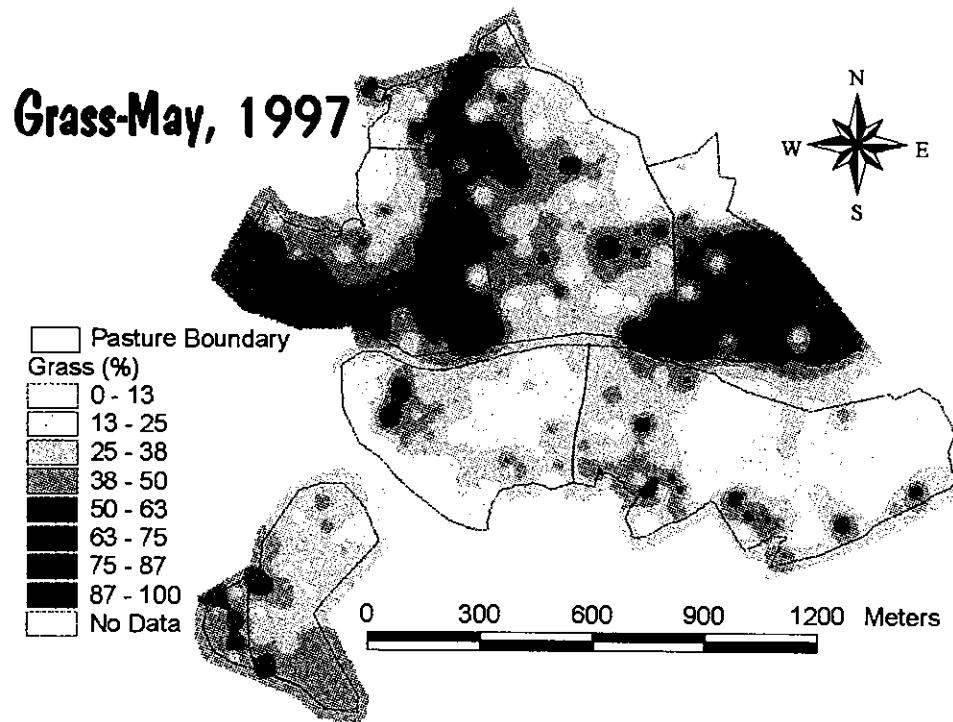 Grass-May, 1997
N
W E
S
Pasture Boundary
Grass (%)
0 - 13
13 - 25
25 - 38
38 - 50
50 - 63
63 - 75
75 - 87
87 - 100
No Data
0 300 600 900 1200 Meters